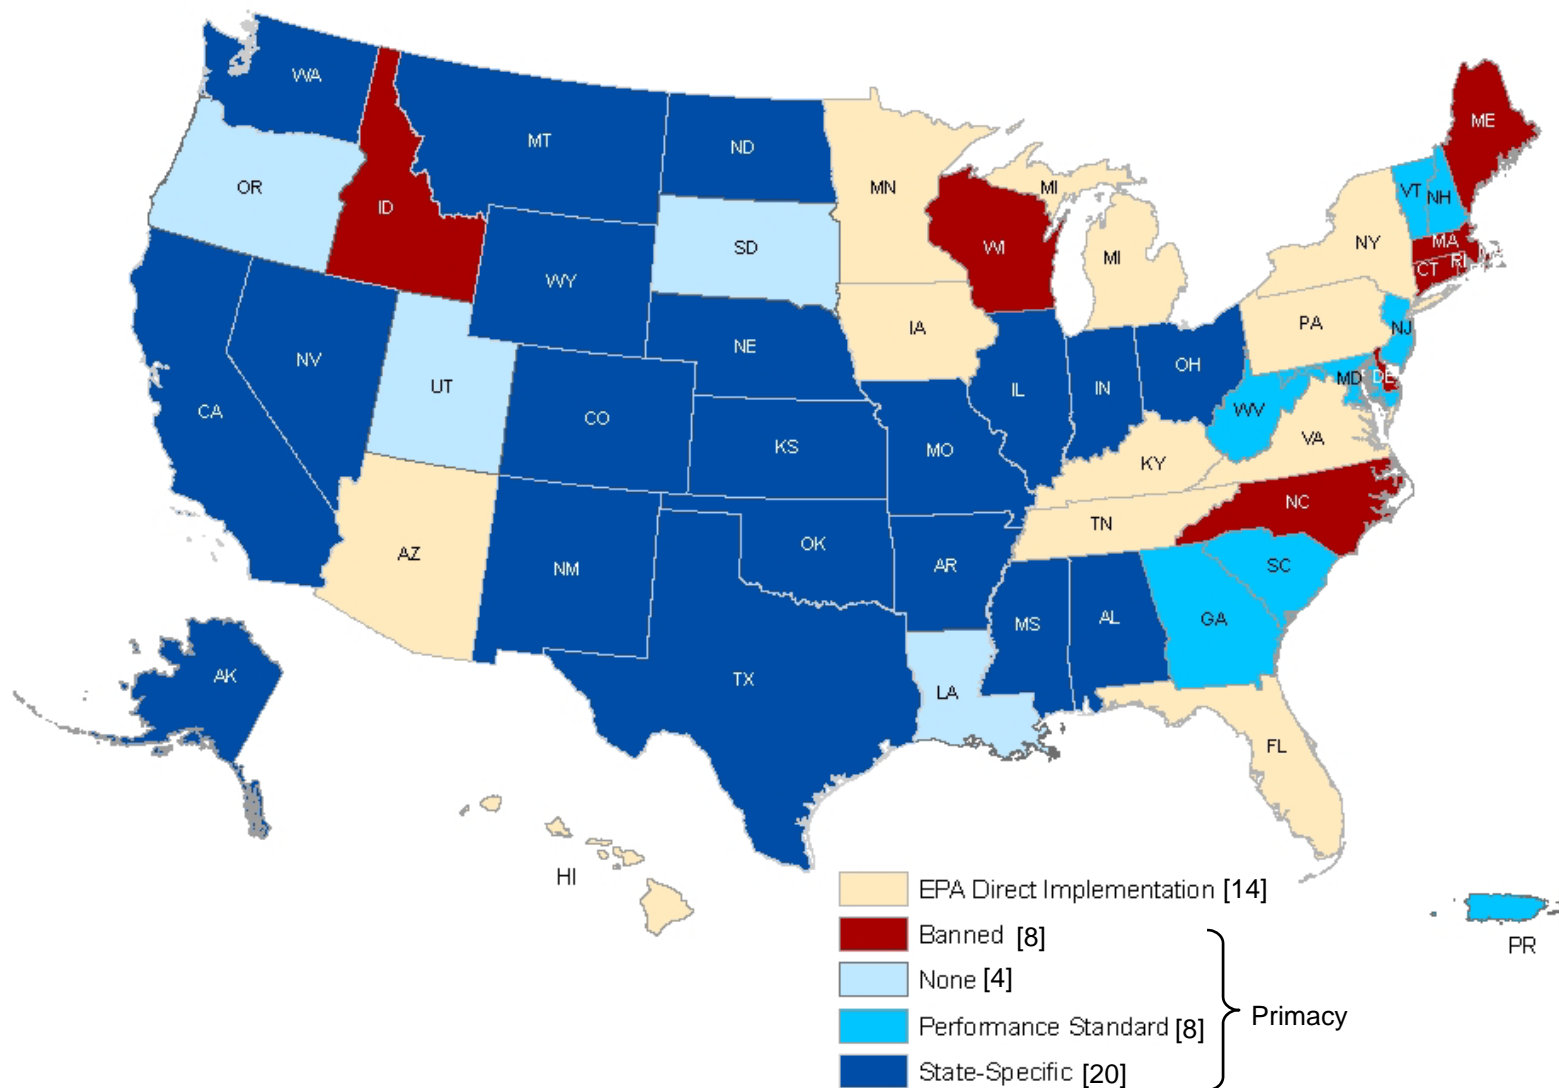 WA
MT
ND
MN
MI
ME
VT
NH
OR
ID
SD
WI
NY
MA
CT
RI
WY
MI
IA
PA
NJ
NV
UT
NE
IL
IN
OH
MD
DE
CA
CO
KS
MO
WV
VA
KY
NC
TN
AZ
NM
OK
AR
SC
MS
AL
GA
AK
TX
LA
FL
HI
PR
EPA Direct Implementation [14]
Banned [8]
None [4]
Performance Standard [8]
State-Specific [20]
Primacy